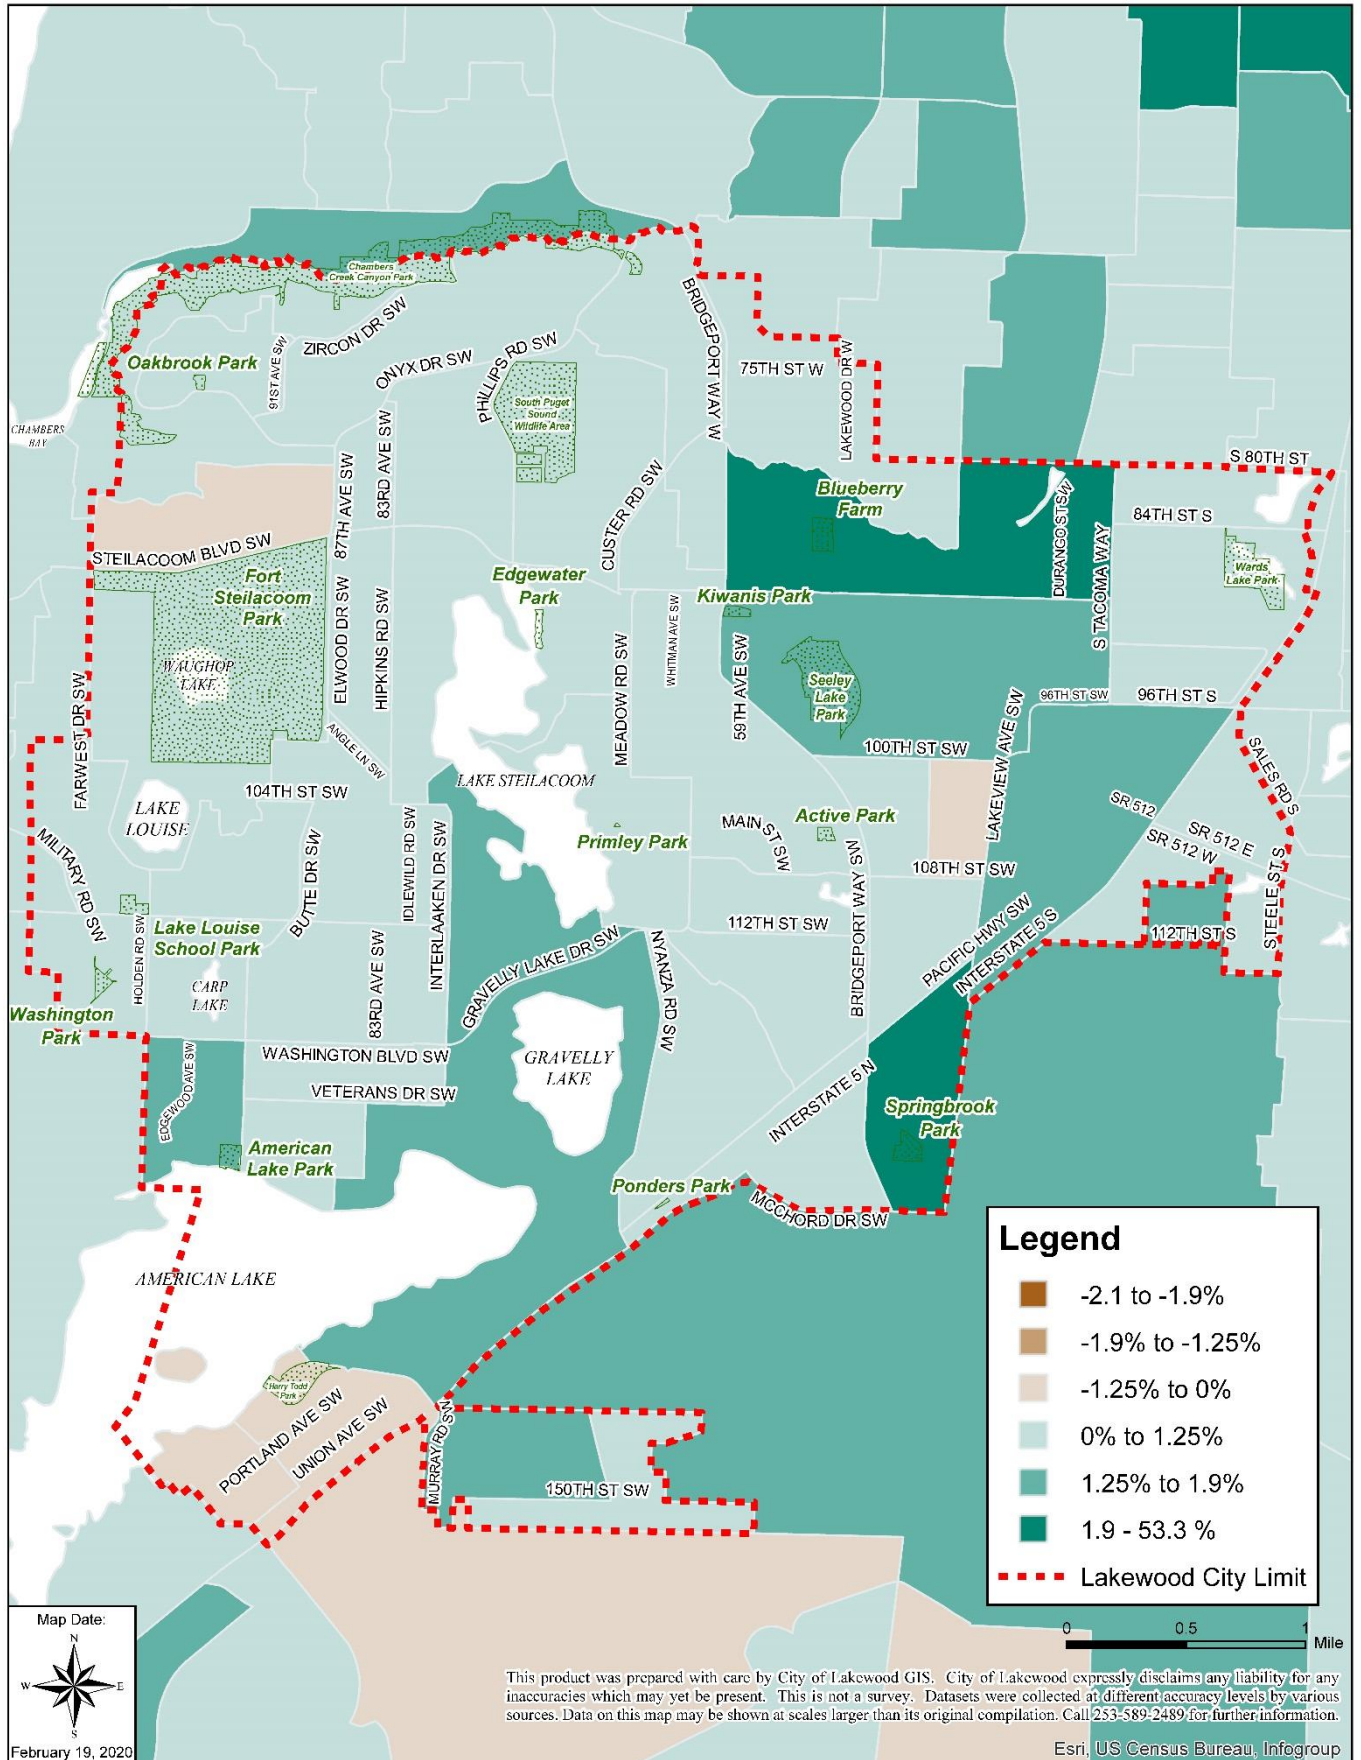 Chambers
Creek Canyon Park
ZIRCON DR SW
Oakbrook Park
91ST AVE SW
ONYX DR SW
PHILLIPS RD SW
BRIDGEPORT WAY W
75TH ST W
LAKEWOOD DR W
South Puget
Sound
Wildlife Area
CHAMBERS
BAY
83RD AVE SW
87TH AVE SW
CUSTER RD SW
S 80TH ST
Blueberry
Farm
DURANGO ST SW
84TH ST S
S TACOMA WAY
Wards
Lake Park
STEILACOOM BLVD SW
Fort
Steilacoom
Park
Edgewater
Park
Kiwanis Park
ELWOOD DR SW
HIPKINS RD SW
WHITMAN AVE SW
MEADOW RD SW
59TH AVE SW
WAUGHOP
LAKE
Seeley
Lake
Park
FARWEST DR SW
96TH ST SW
96TH ST S
ANGLE LN SW
100TH ST SW
LAKEVIEW AVE SW
SALES RD S
LAKE STEILACOOM
104TH ST SW
LAKE
LOUISE
SR 512
Active Park
MAIN ST SW
Primley Park
SR 512 E
SR 512 W
MILITARY RD SW
BUTTE DR SW
IDLEWILD RD SW
INTERLAAKEN DR SW
BRIDGEPORT WAY SW
108TH ST SW
STEELE ST S
Lake Louise
School Park
HOLDEN RD SW
112TH ST SW
112TH ST S
PACIFIC HWY SW
INTERSTATE 5 S
GRAVELLY LAKE DR SW
NYANZA RD SW
83RD AVE SW
CARP
LAKE
Washington
Park
WASHINGTON BLVD SW
GRAVELLY
LAKE
EDGEWOOD AVE SW
VETERANS DR SW
INTERSTATE 5 N
Springbrook
Park
American
Lake Park
Ponders Park
MCCHORD DR SW
AMERICAN LAKE
Harry Todd
Park
PORTLAND AVE SW
UNION AVE SW
MURRAY RD SW
150TH ST SW
Legend
-2.1 to -1.9%
-1.9% to -1.25%
-1.25% to 0%
0% to 1.25%
1.25% to 1.9%
1.9 - 53.3 %
Lakewood City Limit
0 0.5 1
Mile
Map Date:
N
W E
S
February 19, 2020
This product was prepared with care by City of Lakewood GIS. City of Lakewood expressly disclaims any liability for any
inaccuracies which may yet be present. This is not a survey. Datasets were collected at different accuracy levels by various
sources. Data on this map may be shown at scales larger than its original compilation. Call 253-589-2489 for further information.
Esri, US Census Bureau, Infogroup